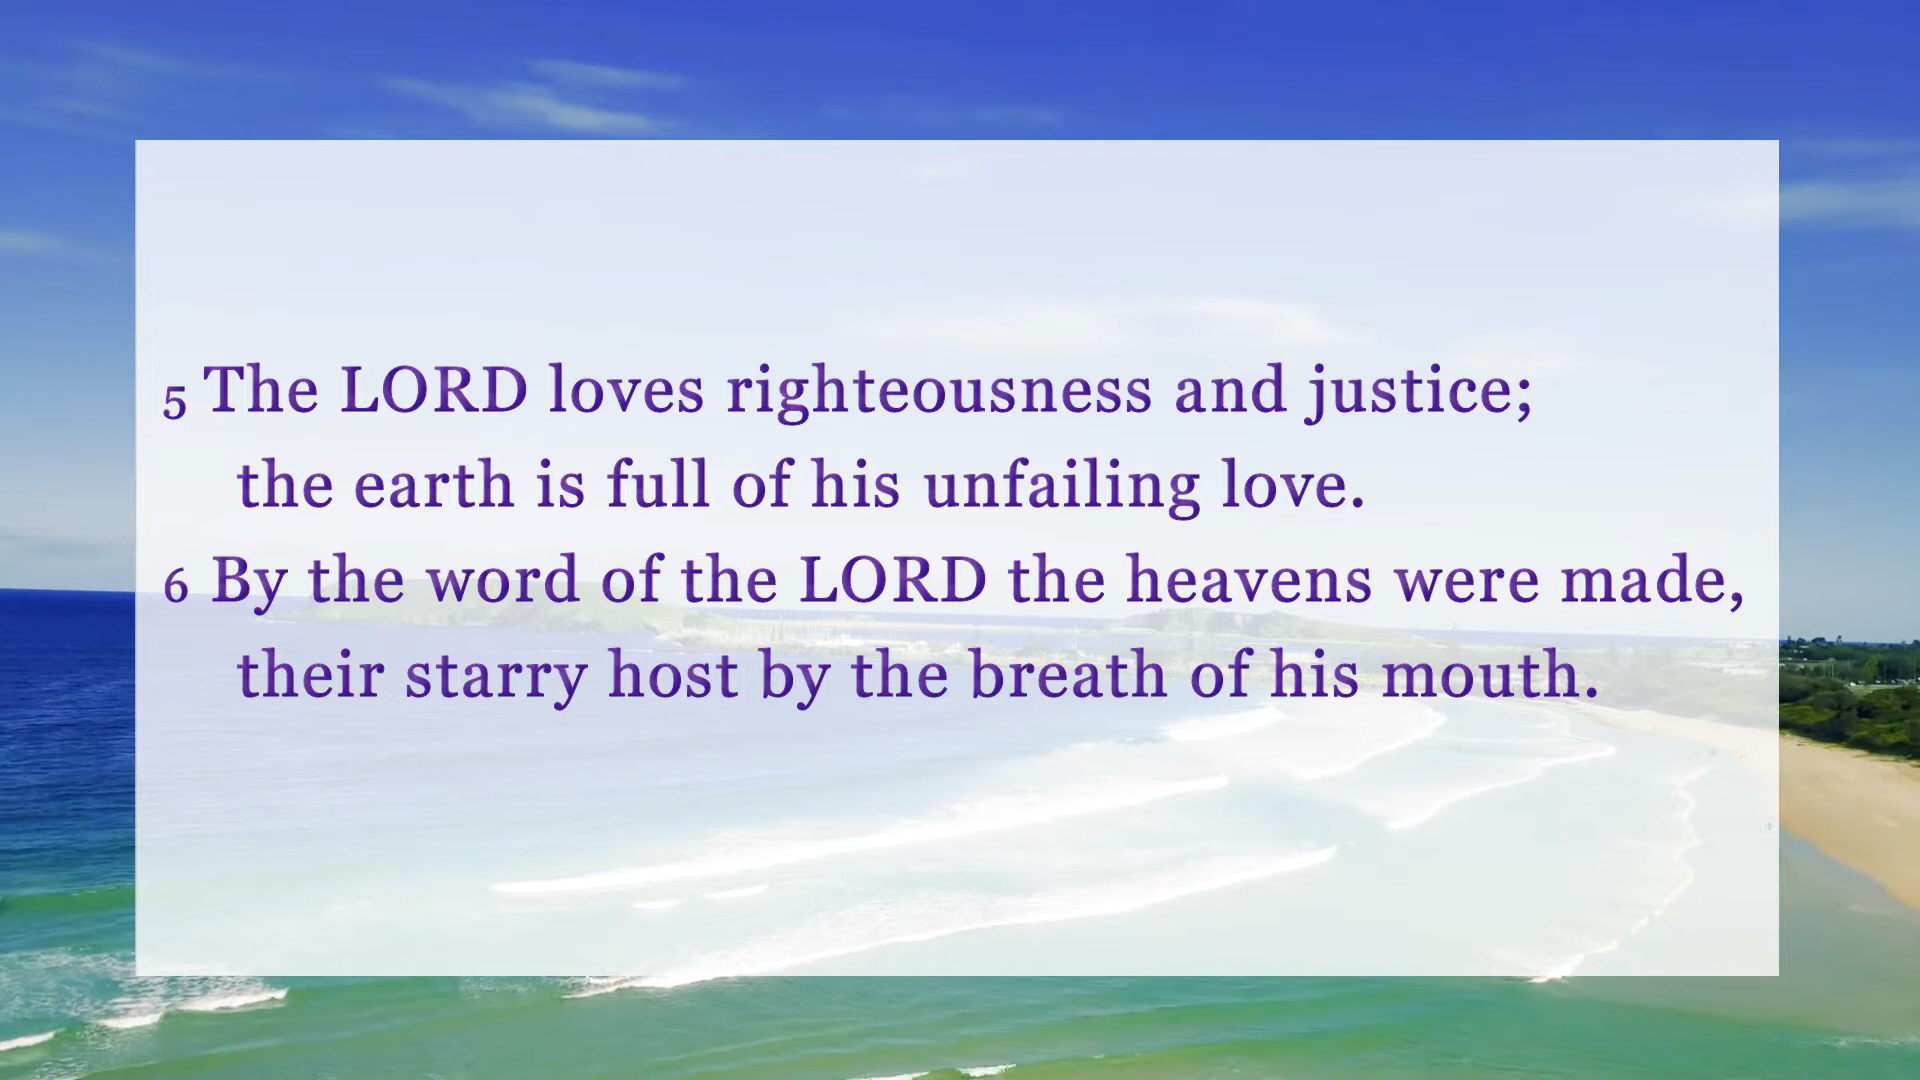 5 The LORD loves righteousness and justice;
the earth is full of his unfailing love.
6 By the word of the LORD the heavens were made,
their starry host by the breath of his mouth.